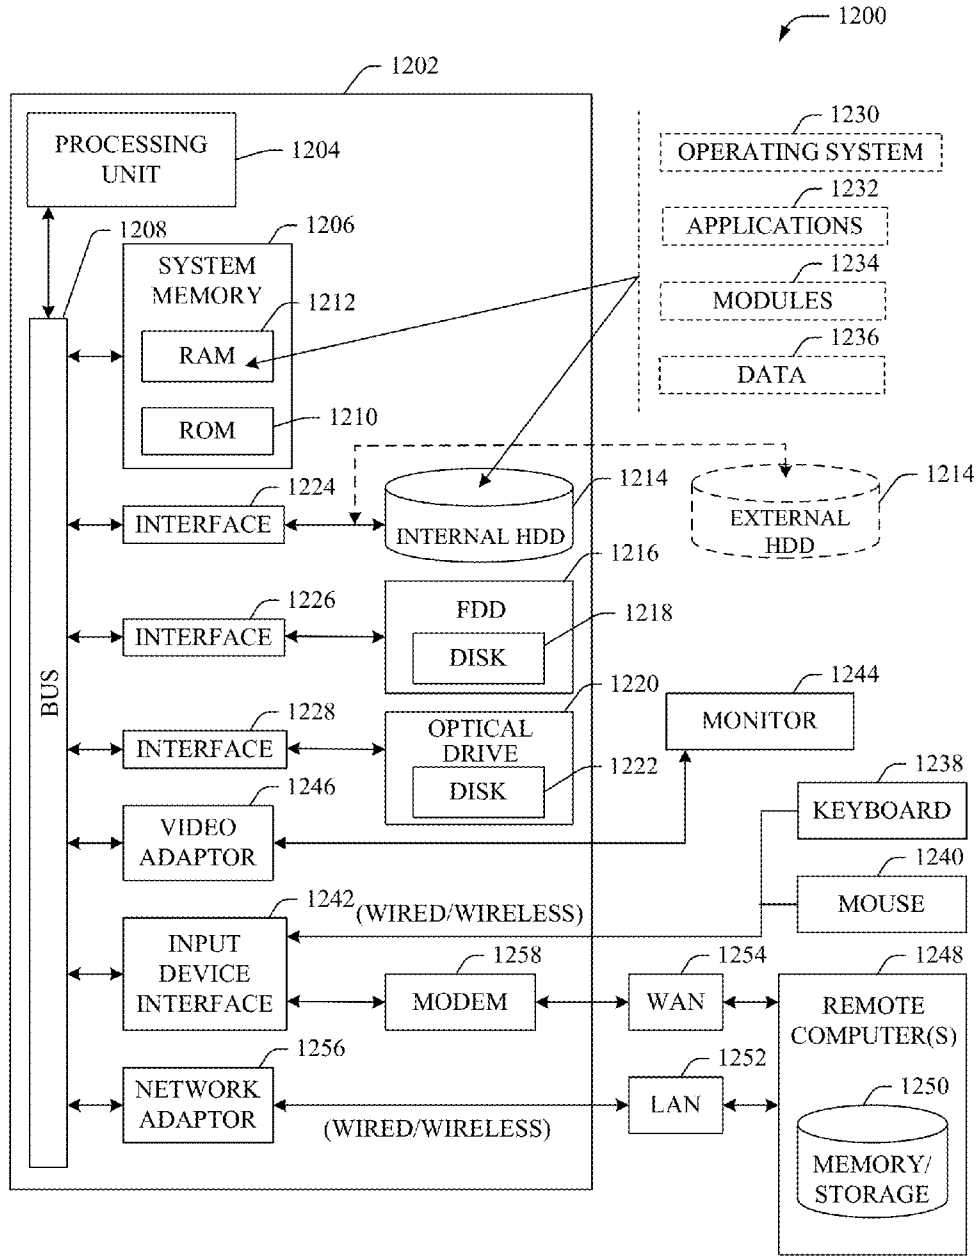 1200
1202
PROCESSING
UNIT
1204
1230
OPERATING SYSTEM
1232
APPLICATIONS
1234
MODULES
1236
DATA
1208
1206
SYSTEM
MEMORY
1212
RAM
1210
ROM
1224
INTERFACE
1214
INTERNAL HDD
1214
EXTERNAL
HDD
1216
FDD
1218
DISK
1226
INTERFACE
BUS
1220
OPTICAL
DRIVE
1222
DISK
1228
INTERFACE
1244
MONITOR
1246
VIDEO
ADAPTOR
1238
KEYBOARD
1240
MOUSE
1242
(WIRED/WIRELESS)
INPUT
DEVICE
INTERFACE
1258
MODEM
1254
WAN
1248
REMOTE
COMPUTER(S)
1256
NETWORK
ADAPTOR
(WIRED/WIRELESS)
1252
LAN
1250
MEMORY/
STORAGE